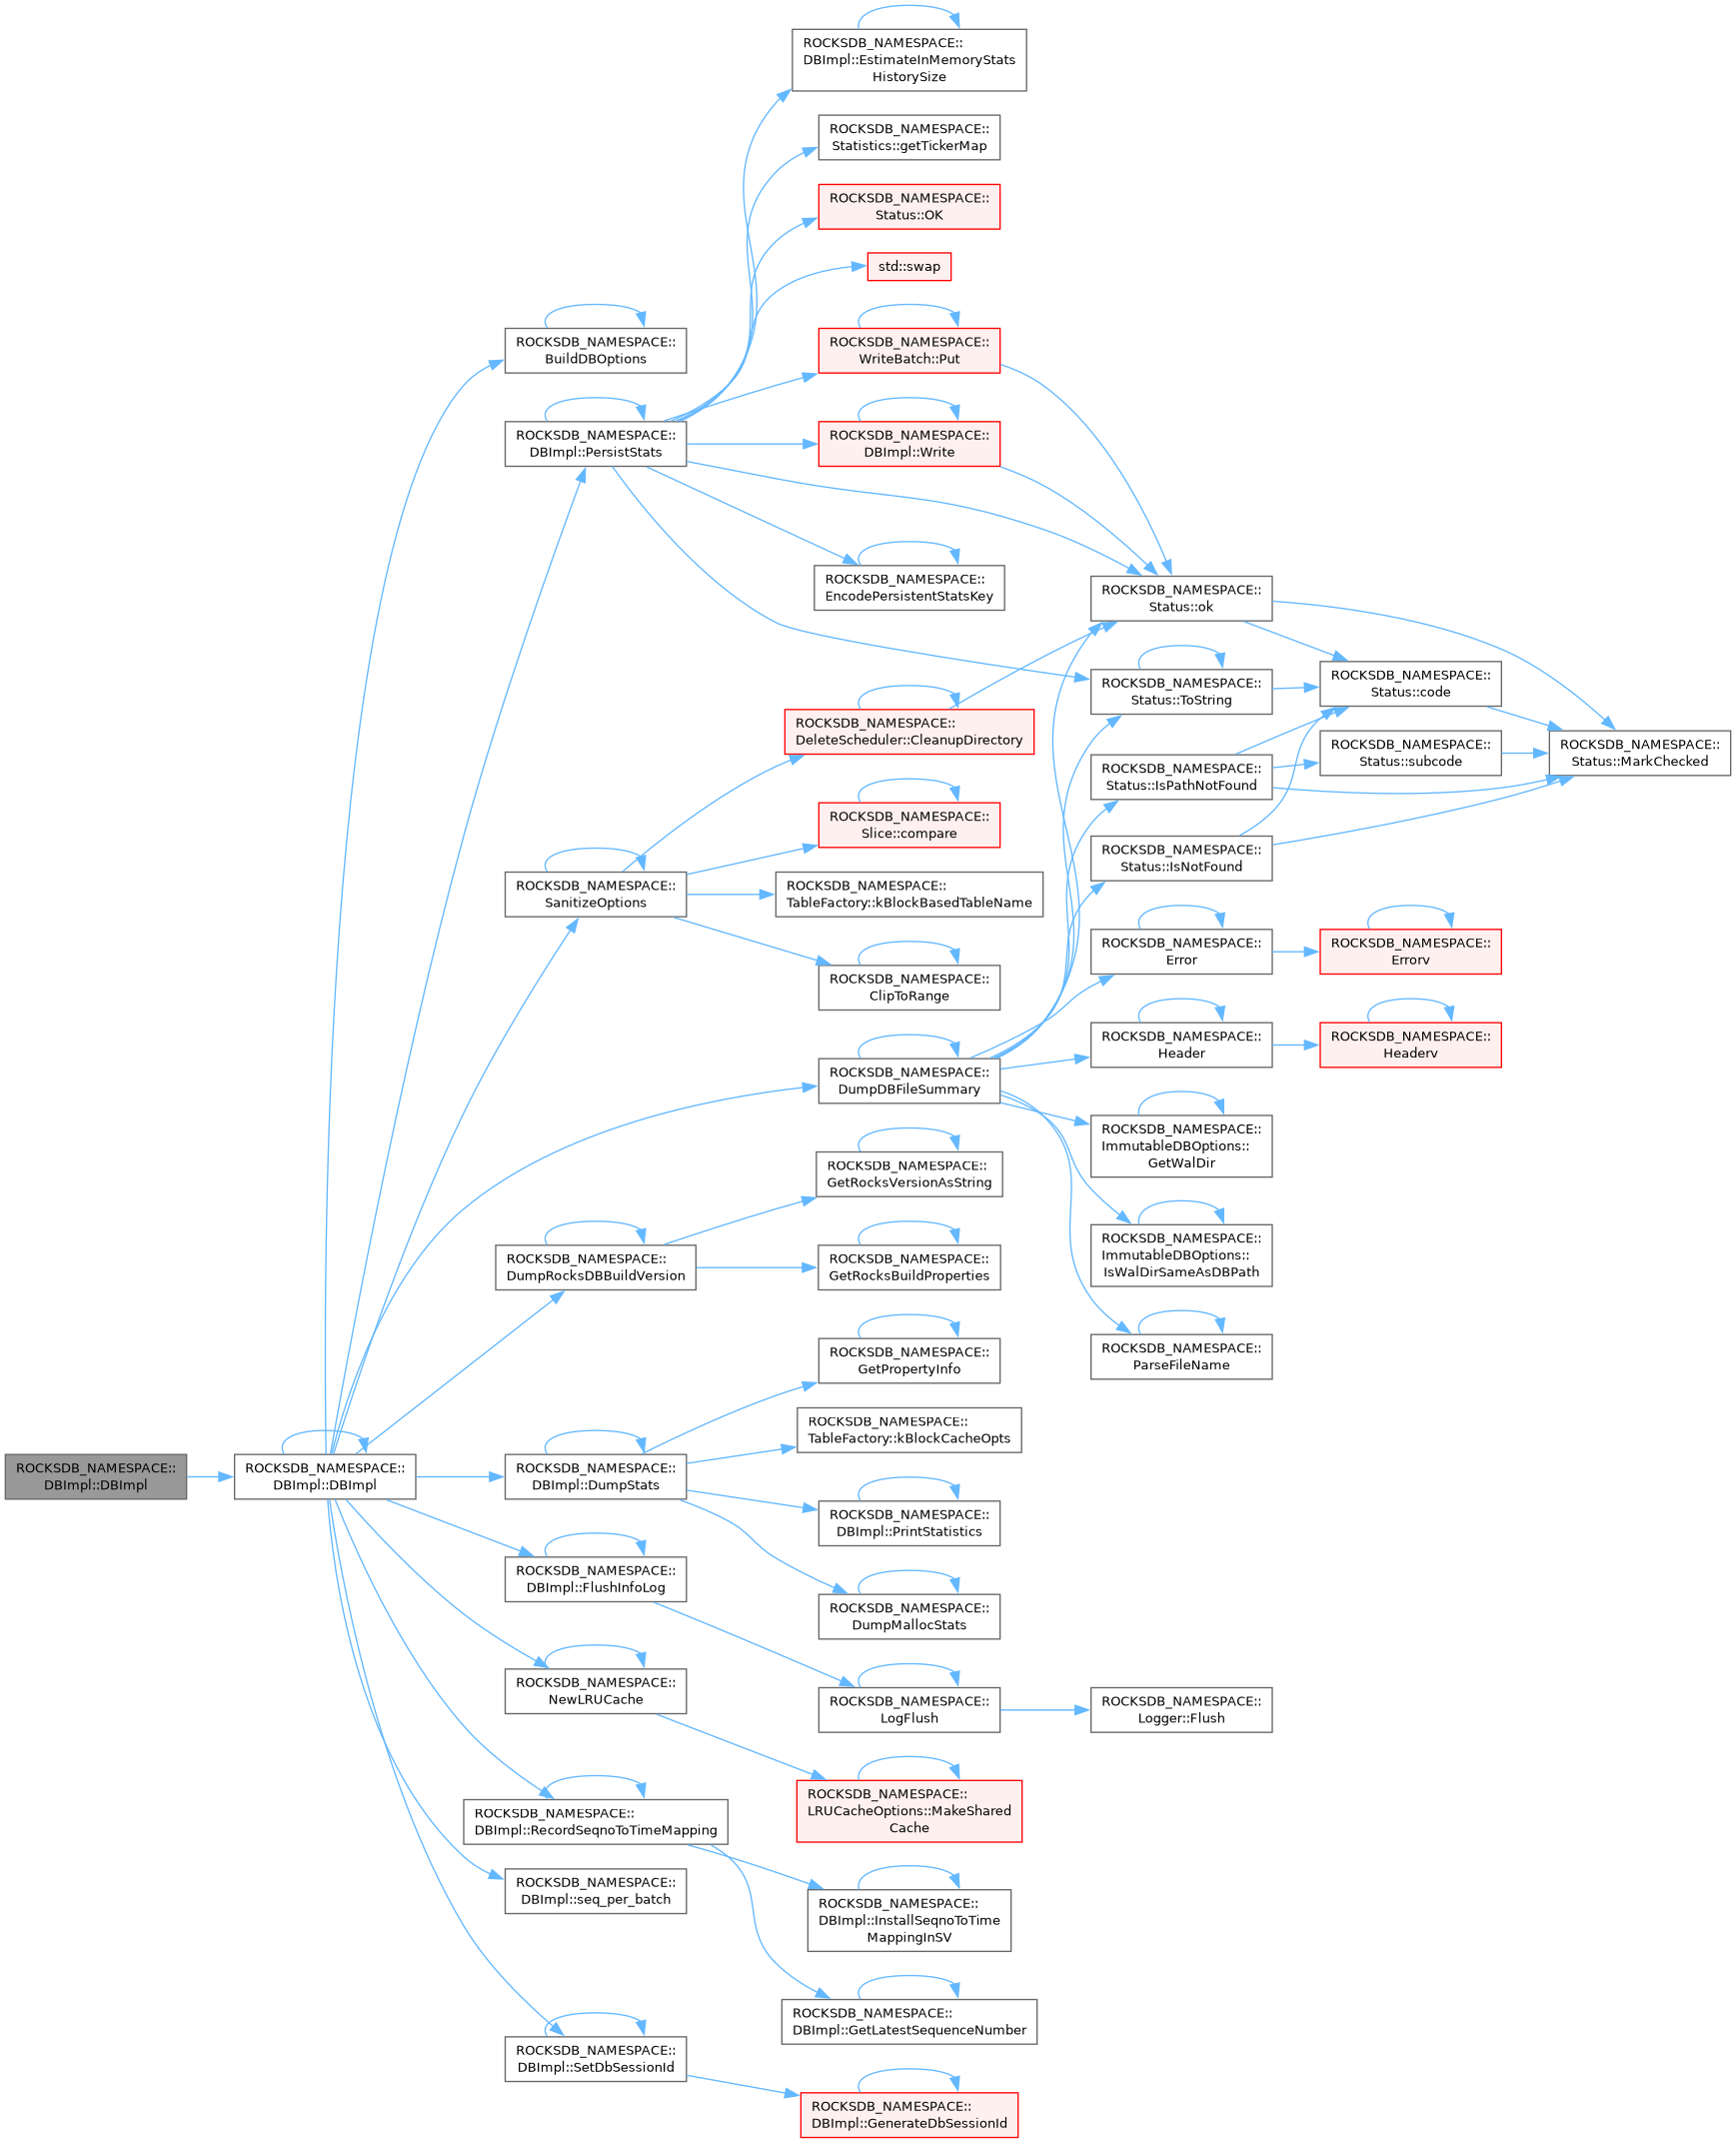 ROCKSDB_NAMESPACE::
DBImpl::EstimateInMemoryStats
HistorySize
ROCKSDB_NAMESPACE::
Statistics::getTickerMap
ROCKSDB_NAMESPACE::
Status::OK
std::swap
ROCKSDB_NAMESPACE::
BuildDBOptions
ROCKSDB_NAMESPACE::
WriteBatch::Put
ROCKSDB_NAMESPACE::
DBImpl::PersistStats
ROCKSDB_NAMESPACE::
DBImpl::Write
ROCKSDB_NAMESPACE::
EncodePersistentStatsKey
ROCKSDB_NAMESPACE::
Status::ok
ROCKSDB_NAMESPACE::
Status::ToString
ROCKSDB_NAMESPACE::
Status::code
ROCKSDB_NAMESPACE::
DeleteScheduler::CleanupDirectory
ROCKSDB_NAMESPACE::
Status::IsPathNotFound
ROCKSDB_NAMESPACE::
Status::subcode
ROCKSDB_NAMESPACE::
Status::MarkChecked
ROCKSDB_NAMESPACE::
Slice::compare
ROCKSDB_NAMESPACE::
Status::IsNotFound
ROCKSDB_NAMESPACE::
SanitizeOptions
ROCKSDB_NAMESPACE::
TableFactory::kBlockBasedTableName
ROCKSDB_NAMESPACE::
Error
ROCKSDB_NAMESPACE::
Errorv
ROCKSDB_NAMESPACE::
ClipToRange
ROCKSDB_NAMESPACE::
Header
ROCKSDB_NAMESPACE::
Headerv
ROCKSDB_NAMESPACE::
DumpDBFileSummary
ROCKSDB_NAMESPACE::
ImmutableDBOptions::
GetWalDir
ROCKSDB_NAMESPACE::
GetRocksVersionAsString
ROCKSDB_NAMESPACE::
ImmutableDBOptions::
IsWalDirSameAsDBPath
ROCKSDB_NAMESPACE::
DumpRocksDBBuildVersion
ROCKSDB_NAMESPACE::
GetRocksBuildProperties
ROCKSDB_NAMESPACE::
ParseFileName
ROCKSDB_NAMESPACE::
GetPropertyInfo
ROCKSDB_NAMESPACE::
TableFactory::kBlockCacheOpts
ROCKSDB_NAMESPACE::
DBImpl::DBImpl
ROCKSDB_NAMESPACE::
DBImpl::DBImpl
ROCKSDB_NAMESPACE::
DBImpl::DumpStats
ROCKSDB_NAMESPACE::
DBImpl::PrintStatistics
ROCKSDB_NAMESPACE::
DBImpl::FlushInfoLog
ROCKSDB_NAMESPACE::
DumpMallocStats
ROCKSDB_NAMESPACE::
NewLRUCache
ROCKSDB_NAMESPACE::
LogFlush
ROCKSDB_NAMESPACE::
Logger::Flush
ROCKSDB_NAMESPACE::
LRUCacheOptions::MakeShared
Cache
ROCKSDB_NAMESPACE::
DBImpl::RecordSeqnoToTimeMapping
ROCKSDB_NAMESPACE::
DBImpl::seq_per_batch
ROCKSDB_NAMESPACE::
DBImpl::InstallSeqnoToTime
MappingInSV
ROCKSDB_NAMESPACE::
DBImpl::GetLatestSequenceNumber
ROCKSDB_NAMESPACE::
DBImpl::SetDbSessionId
ROCKSDB_NAMESPACE::
DBImpl::GenerateDbSessionId